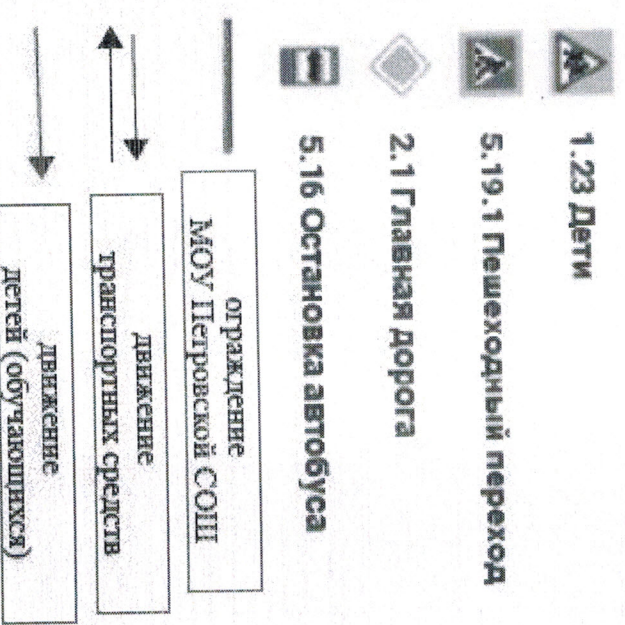 1.23 Дети
5.19.1 Пешеходный переход
2.1 Главная дорога
5.16 Остановка автобуса
ограждение
МОУ Петровской СОШ
движение
транспортных средств
движение
детей (обучающихся)